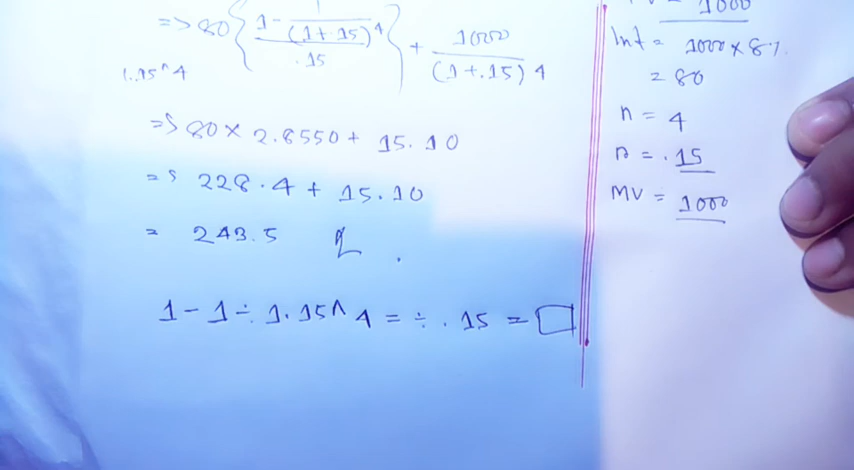 => 80 { 1 - 1/(1+.15)^4 / .15 } + 1000/(1+.15)4
1.15^4
=> 80 × 2.8550 + 15.10
=> 228.4 + 15.10
= 243.5
1 - 1 ÷ 1.15^4 = ÷ .15 = □
1000
Int = 1000 × 8%
= 80
n = 4
= .15
MV = 1000